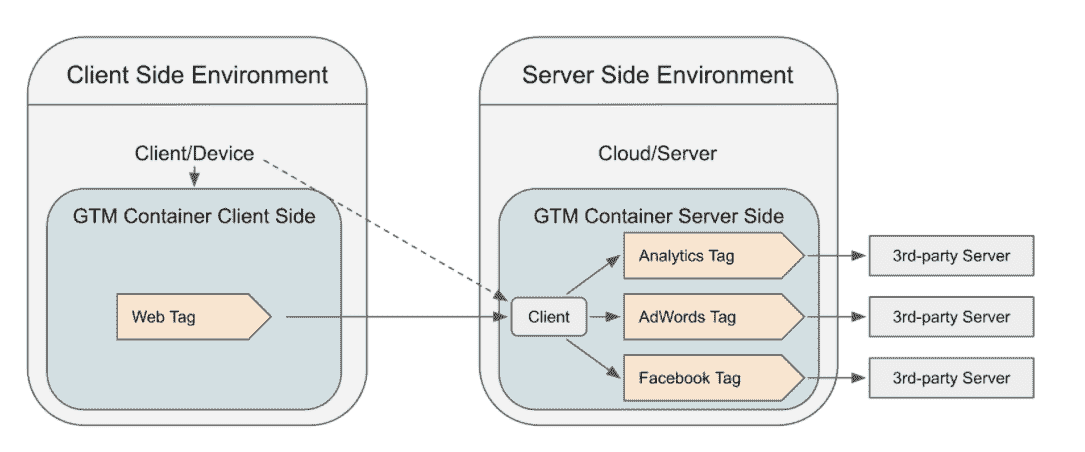 Client Side Environment
Client/Device
GTM Container Client Side
Web Tag
Server Side Environment
Cloud/Server
GTM Container Server Side
Client
Analytics Tag
AdWords Tag
Facebook Tag
3rd-party Server
3rd-party Server
3rd-party Server